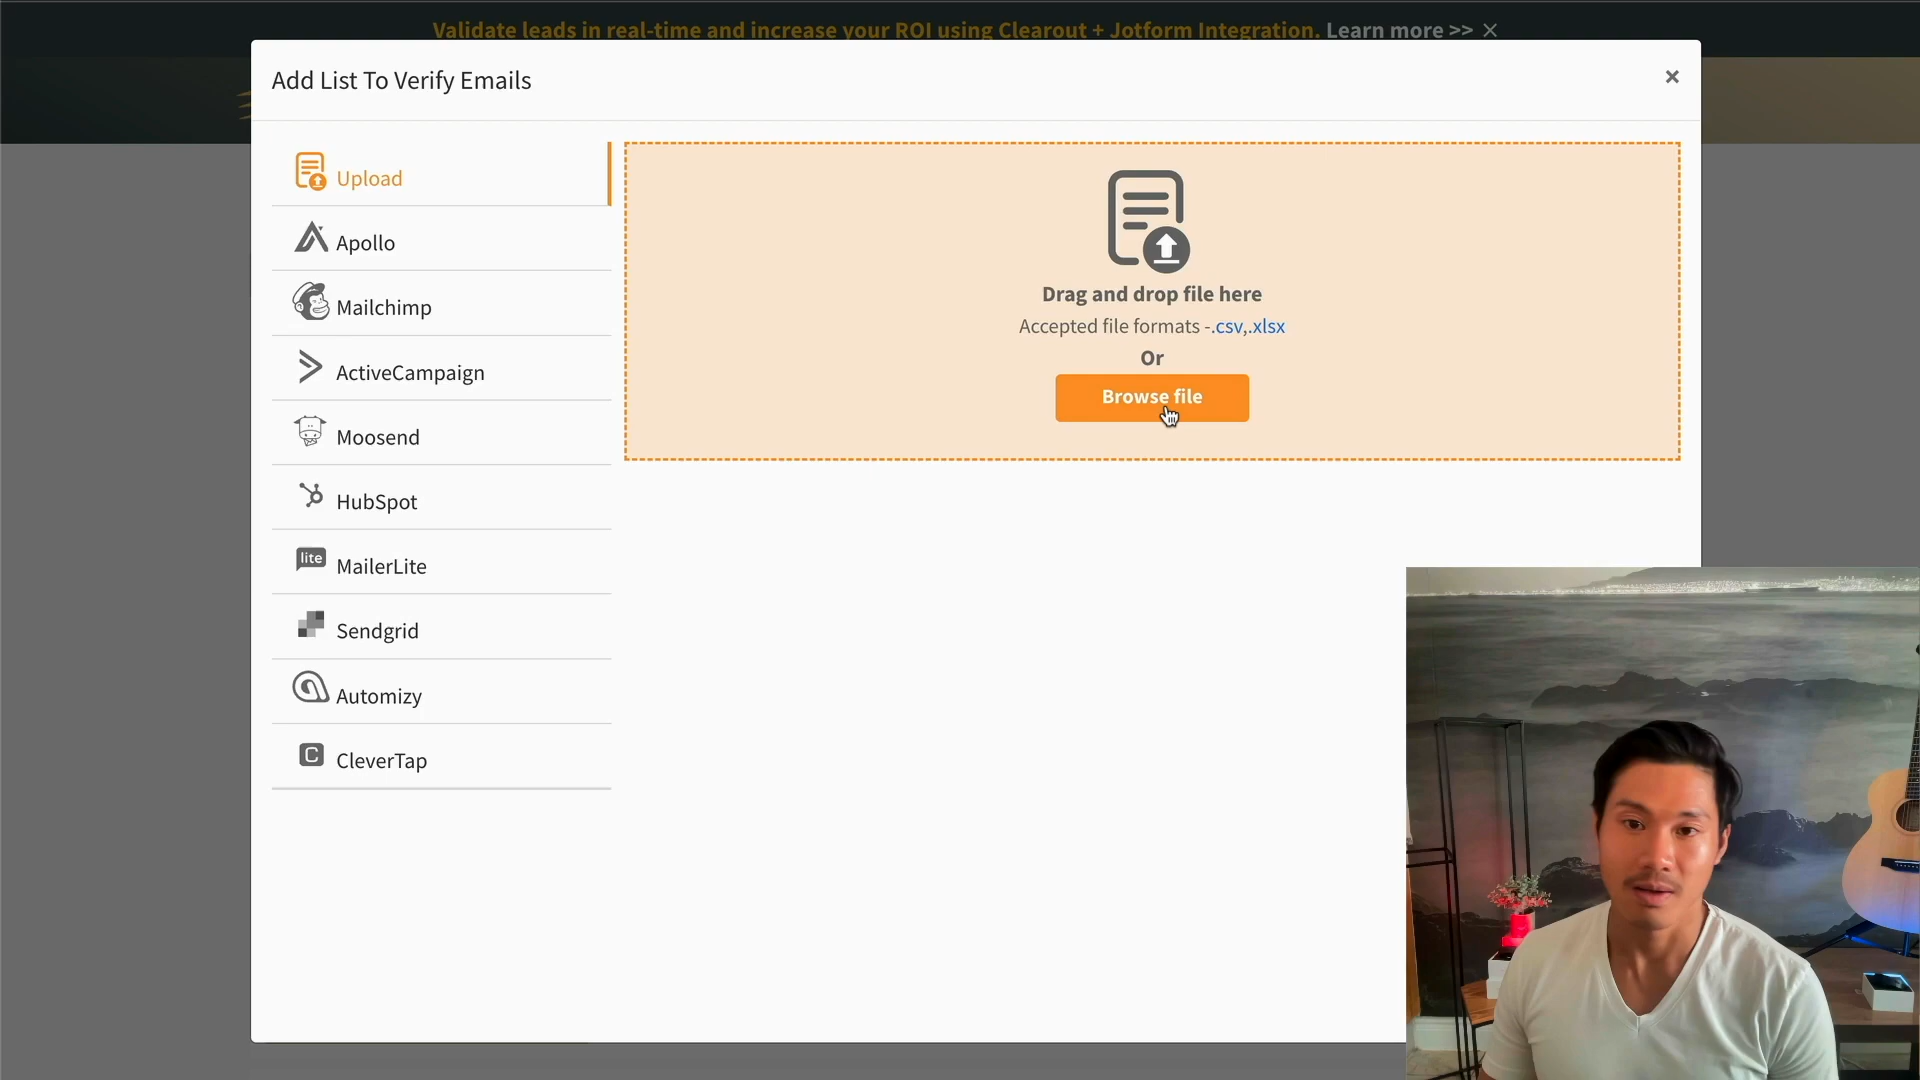 Validate leads in real-time and increase your ROI using Clearout + Jotform Integration. Learn more >> ×
Add List To Verify Emails
×
Upload
Apollo
Mailchimp
ActiveCampaign
Moosend
HubSpot
lite MailerLite
Sendgrid
Automizy
C CleverTap
Drag and drop file here
Accepted file formats -.csv,.xlsx
Or
Browse file